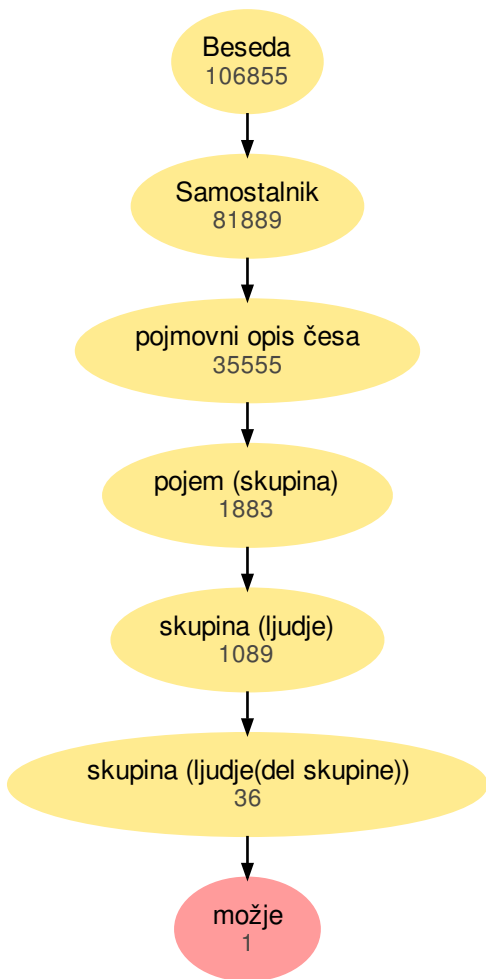 Beseda
106855
Samostalnik
81889
pojmovni opis česa
35555
pojem (skupina)
1883
skupina (ljudje)
1089
skupina (ljudje(del skupine))
36
možje
1